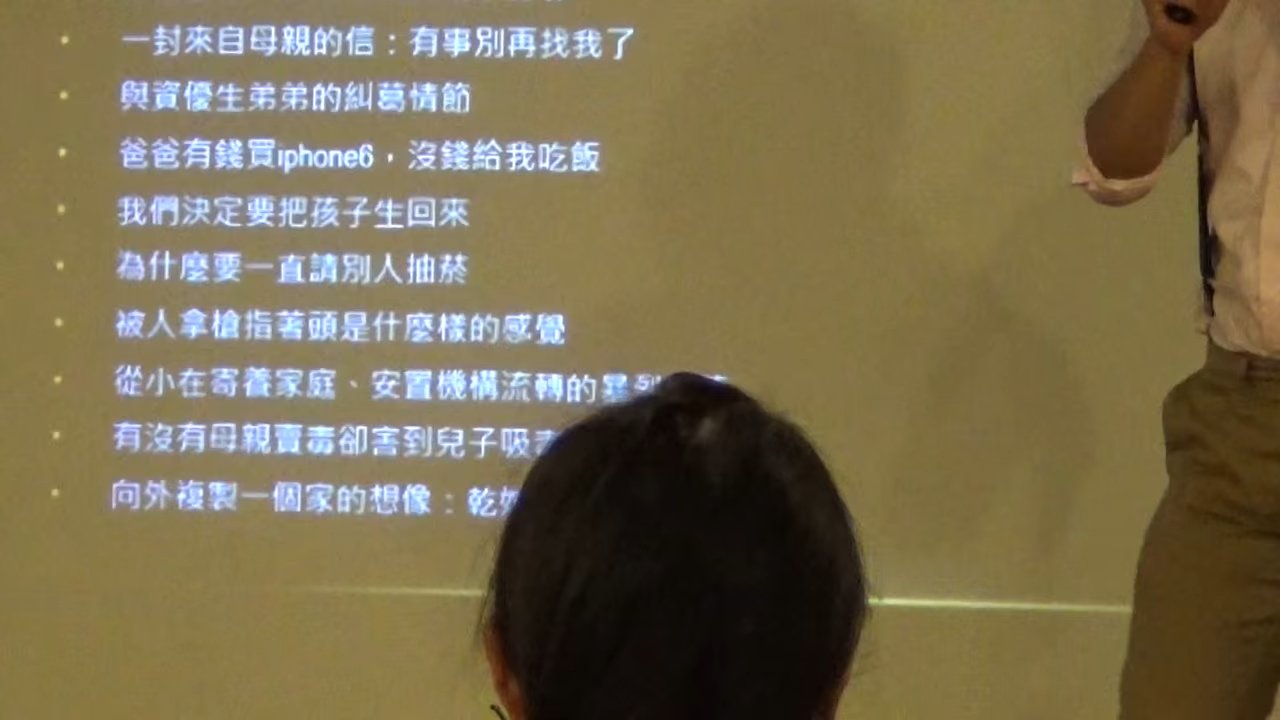 一封來自母親的信：有事別再找我了
與資優生弟弟的糾葛情節
爸爸有錢買iphone6，沒錢給我吃飯
我們決定要把孩子生回來
為什麼要一直請別人抽菸
被人拿槍指著頭是什麼樣的感覺
從小在寄養家庭、安置機構流轉的暴烈
有沒有母親賣毒卻害到兒子吸
向外複製一個家的想像：乾